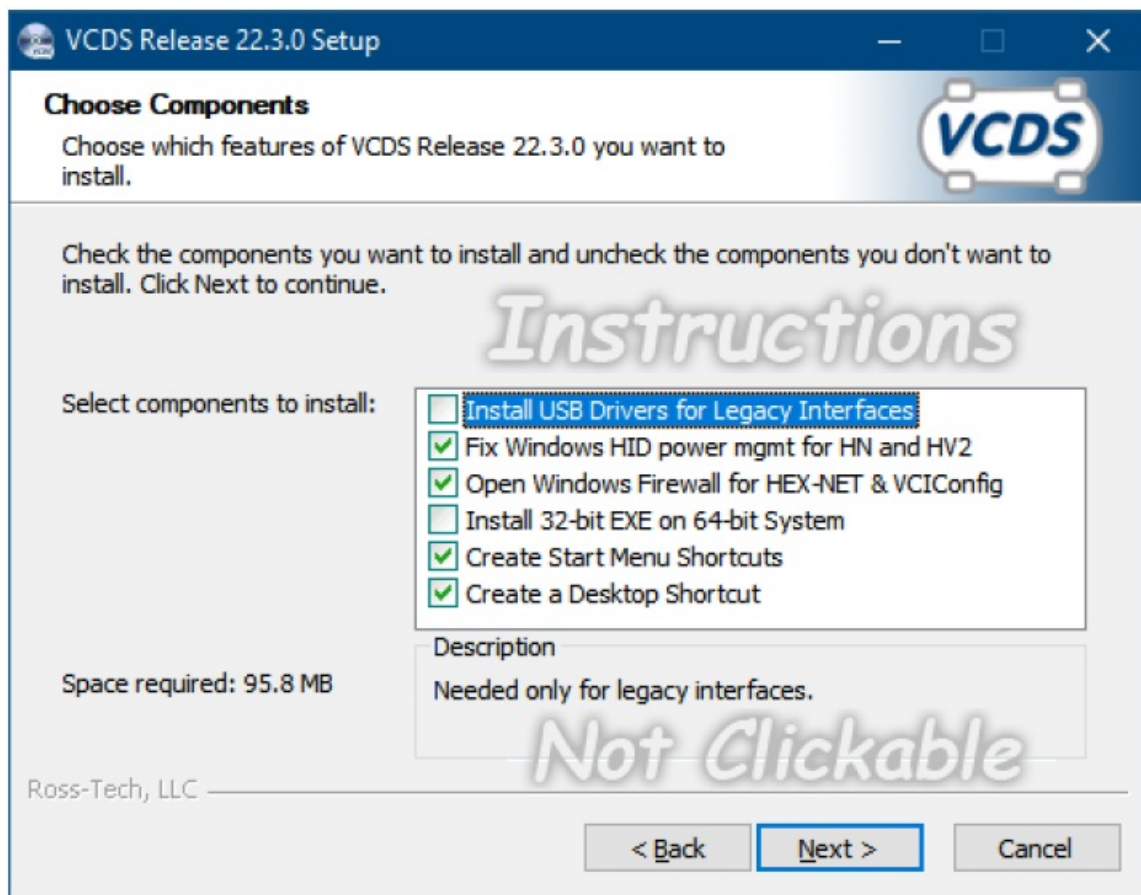 VCDS Release 22.3.0 Setup
Choose Components
Choose which features of VCDS Release 22.3.0 you want to
install.
VCDS
Check the components you want to install and uncheck the components you don't want to
install. Click Next to continue.
Instructions
Select components to install:
Install USB Drivers for Legacy Interfaces
Fix Windows HID power mgmt for HN and HV2
Open Windows Firewall for HEX-NET & VCIConfig
Install 32-bit EXE on 64-bit System
Create Start Menu Shortcuts
Create a Desktop Shortcut
Space required: 95.8 MB
Description
Needed only for legacy interfaces.
Not Clickable
Ross-Tech, LLC
< Back
Next >
Cancel